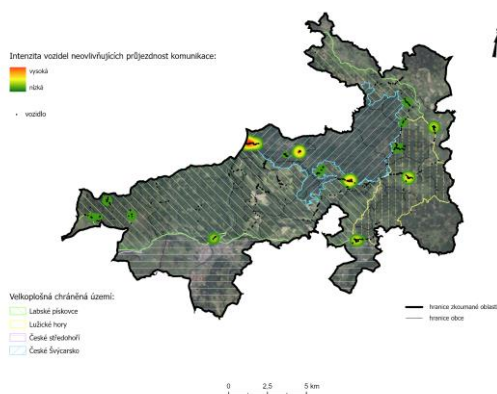 Intenzita vozidel neovlivňujících průjezdnost komunikace:
vysoká
nízká
vozidlo
Velkoplošná chráněná území:
Labské pískovce
Lužické hory
České středohoří
České Švýcarsko
hranice zkoumané oblasti
hranice obce
0 2,5 5 km